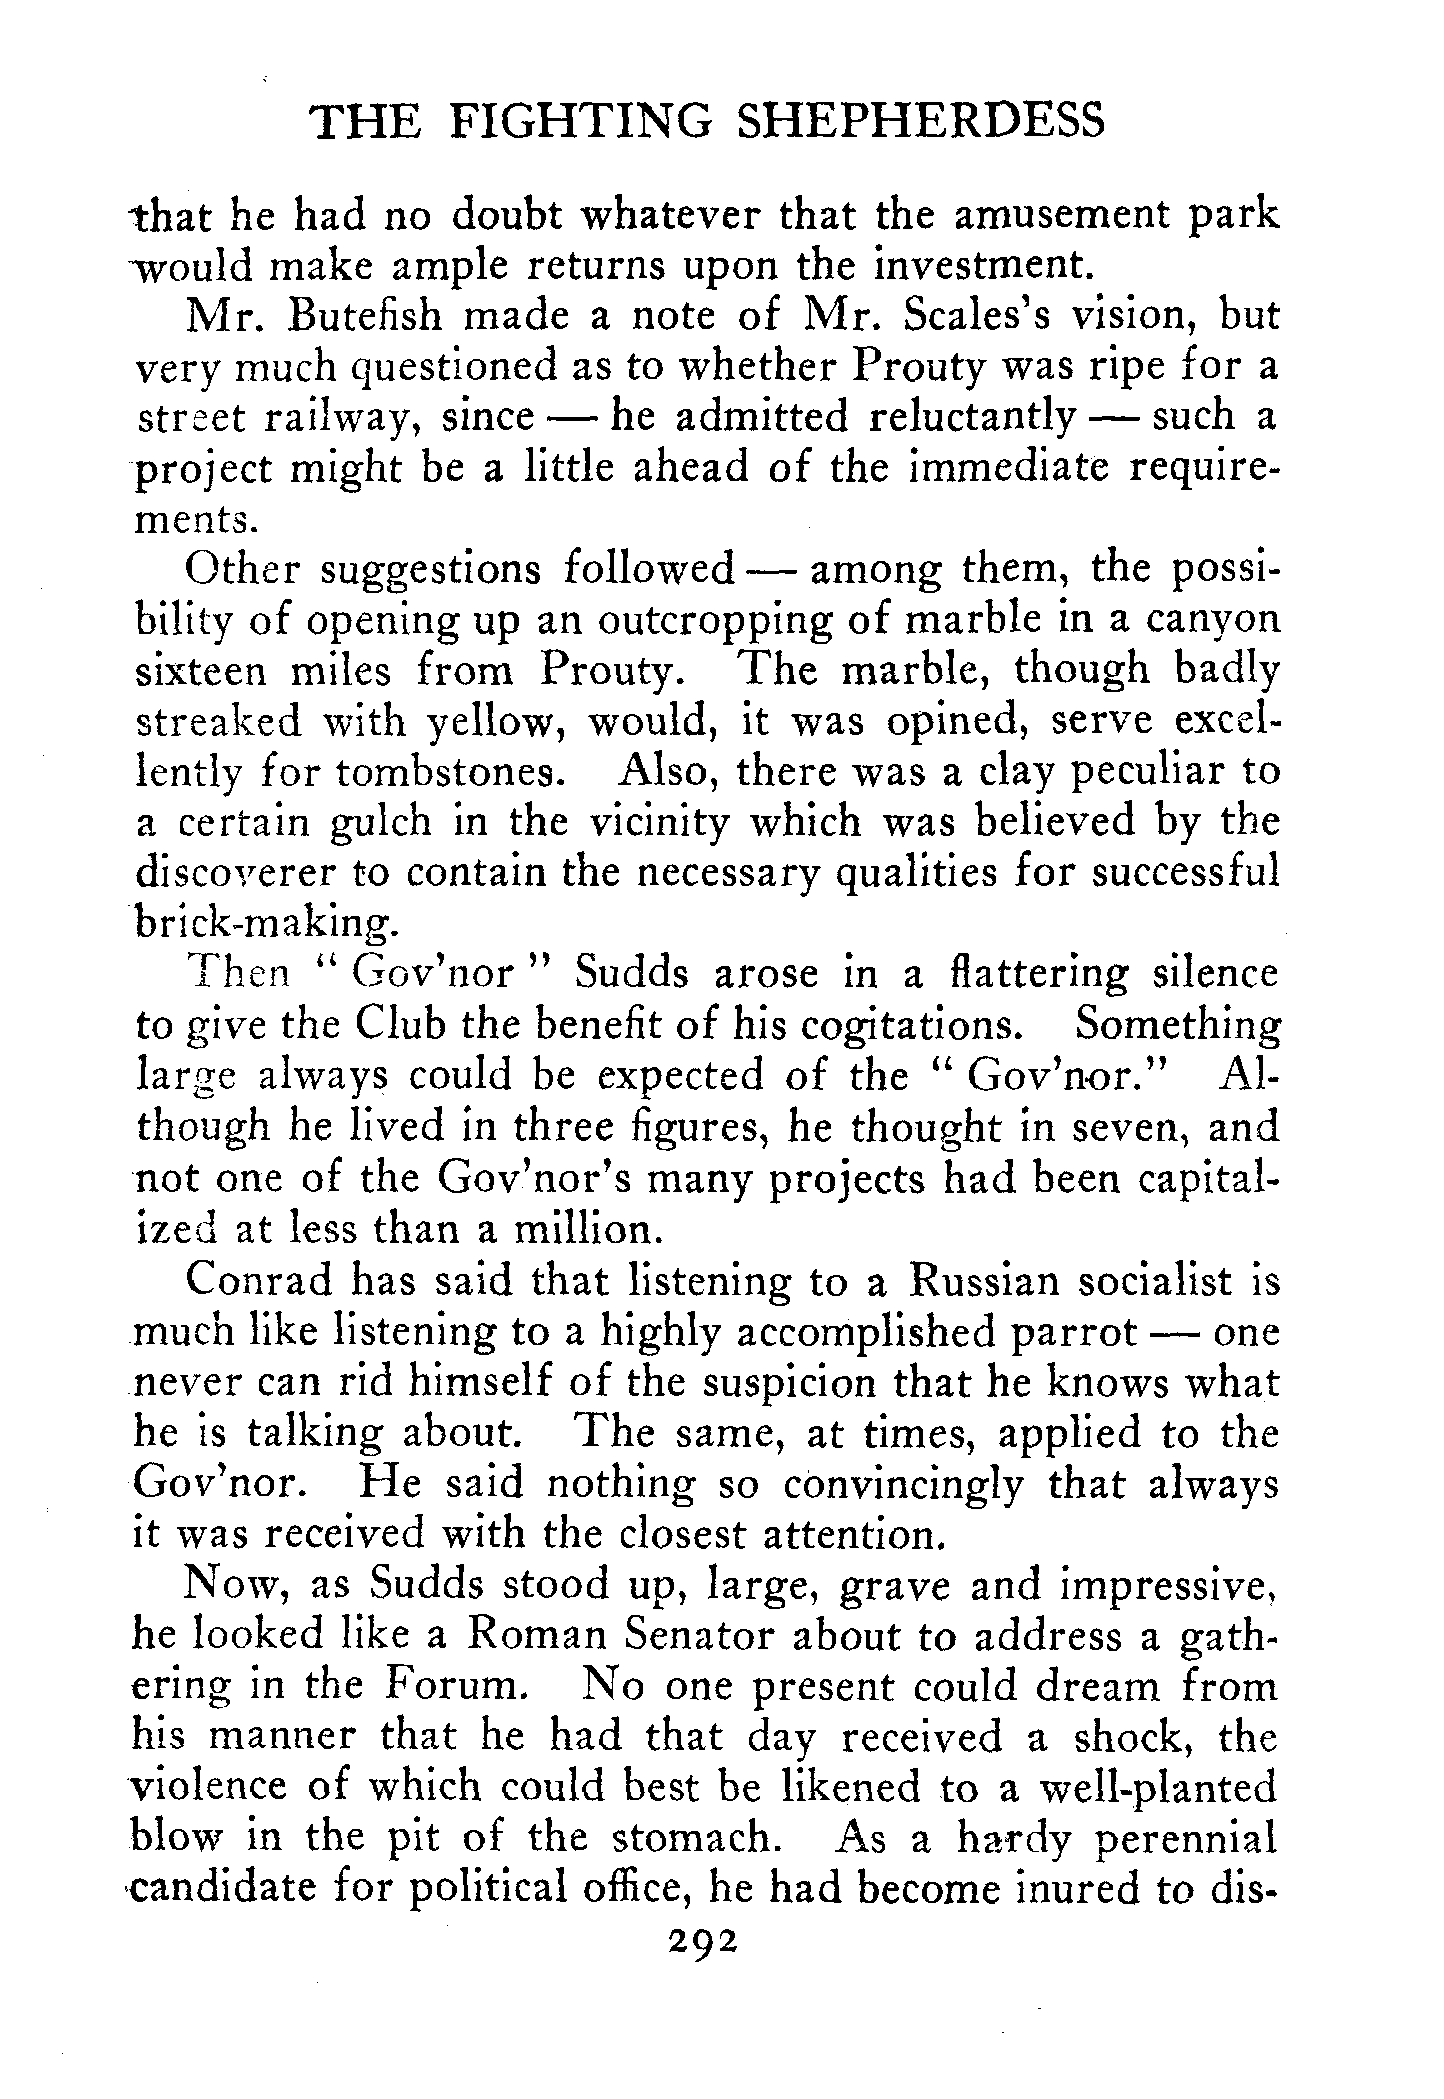 THE FIGHTING SHEPHERDESS
that he had no doubt whatever that the amusement park
would make ample returns upon the investment.
Mr. Butefish made a note of Mr. Scales's vision, but
very much questioned as to whether Prouty was ripe for a
street railway, since — he admitted reluctantly — such a
project might be a little ahead of the immediate require-
ments.
Other suggestions followed — among them, the possi-
bility of opening up an outcropping of marble in a canyon
sixteen miles from Prouty. The marble, though badly
streaked with yellow, would, it was opined, serve excel-
lently for tombstones. Also, there was a clay peculiar to
a certain gulch in the vicinity which was believed by the
discoverer to contain the necessary qualities for successful
brick-making.
Then " Gov'nor " Sudds arose in a flattering silence
to give the Club the benefit of his cogitations. Something
large always could be expected of the " Gov'nor." Al-
though he lived in three figures, he thought in seven, and
not one of the Gov'nor's many projects had been capital-
ized at less than a million.
Conrad has said that listening to a Russian socialist is
much like listening to a highly accomplished parrot — one
never can rid himself of the suspicion that he knows what
he is talking about. The same, at times, applied to the
Gov'nor. He said nothing so convincingly that always
it was received with the closest attention.
Now, as Sudds stood up, large, grave and impressive,
he looked like a Roman Senator about to address a gath-
ering in the Forum. No one present could dream from
his manner that he had that day received a shock, the
violence of which could best be likened to a well-planted
blow in the pit of the stomach. As a hardy perennial
candidate for political office, he had become inured to dis-
292